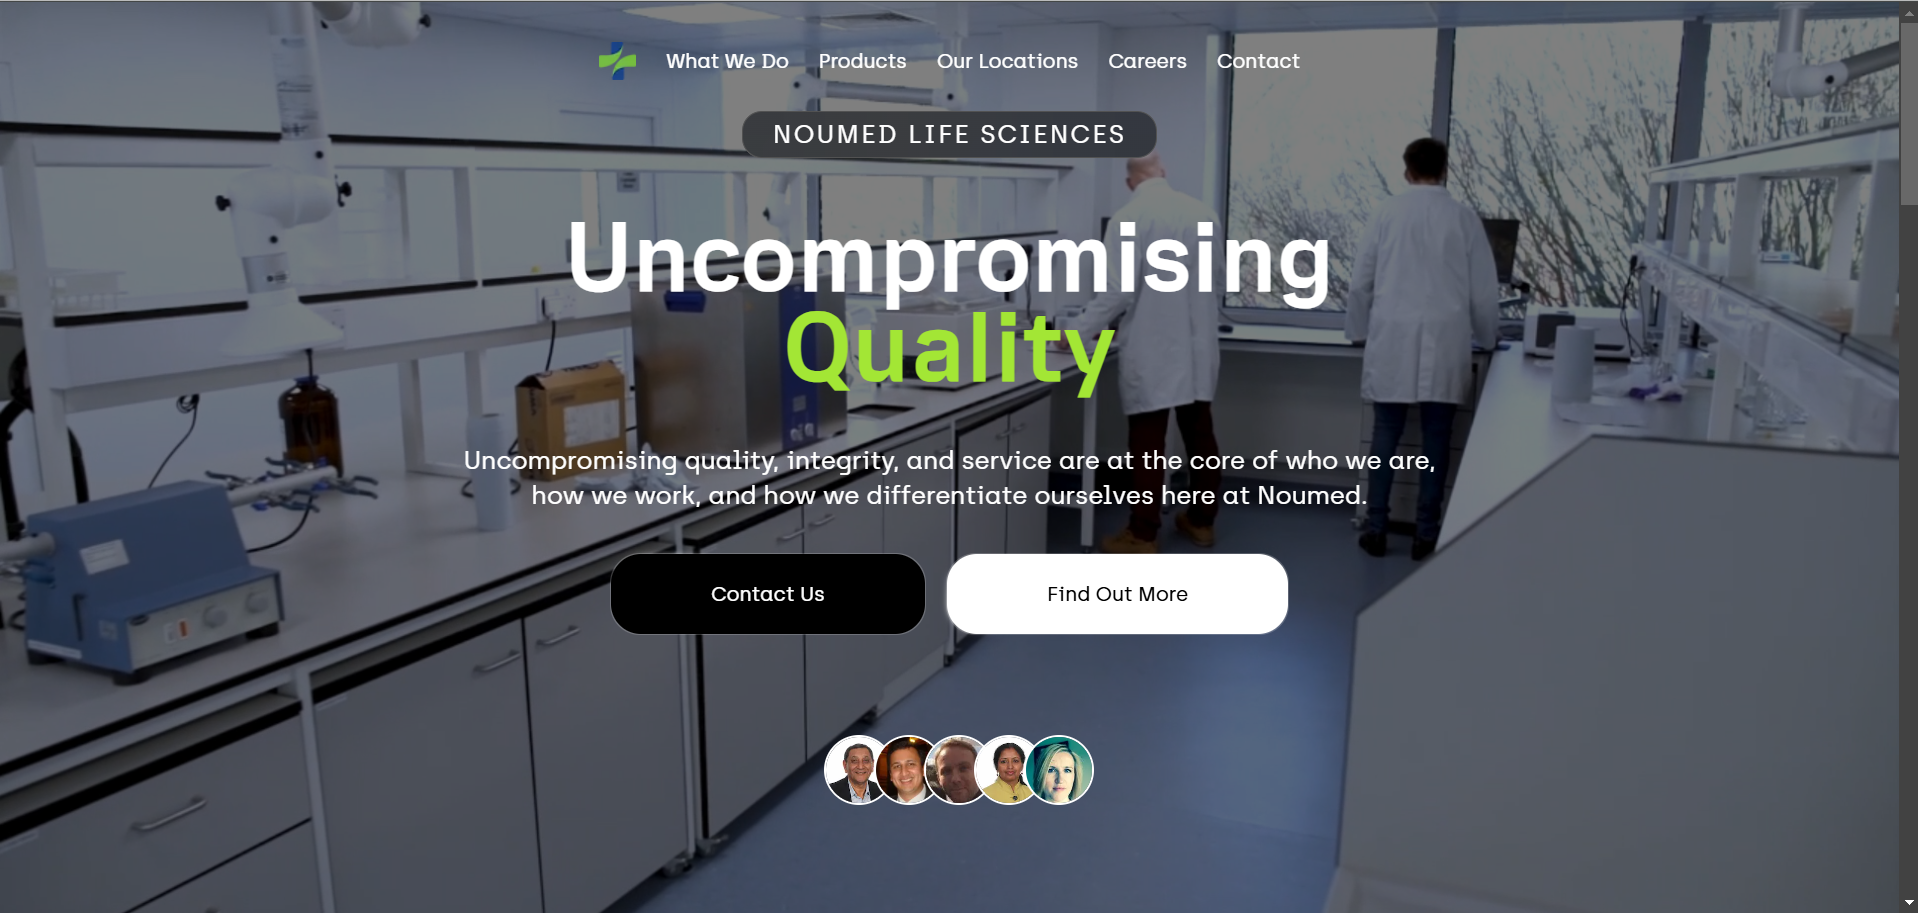 What We Do Products Our Locations Careers Contact
NOUMED LIFE SCIENCES
Uncompromising
Quality
Uncompromising quality, integrity, and service are at the core of who we are,
how we work, and how we differentiate ourselves here at Noumed.
Contact Us Find Out More